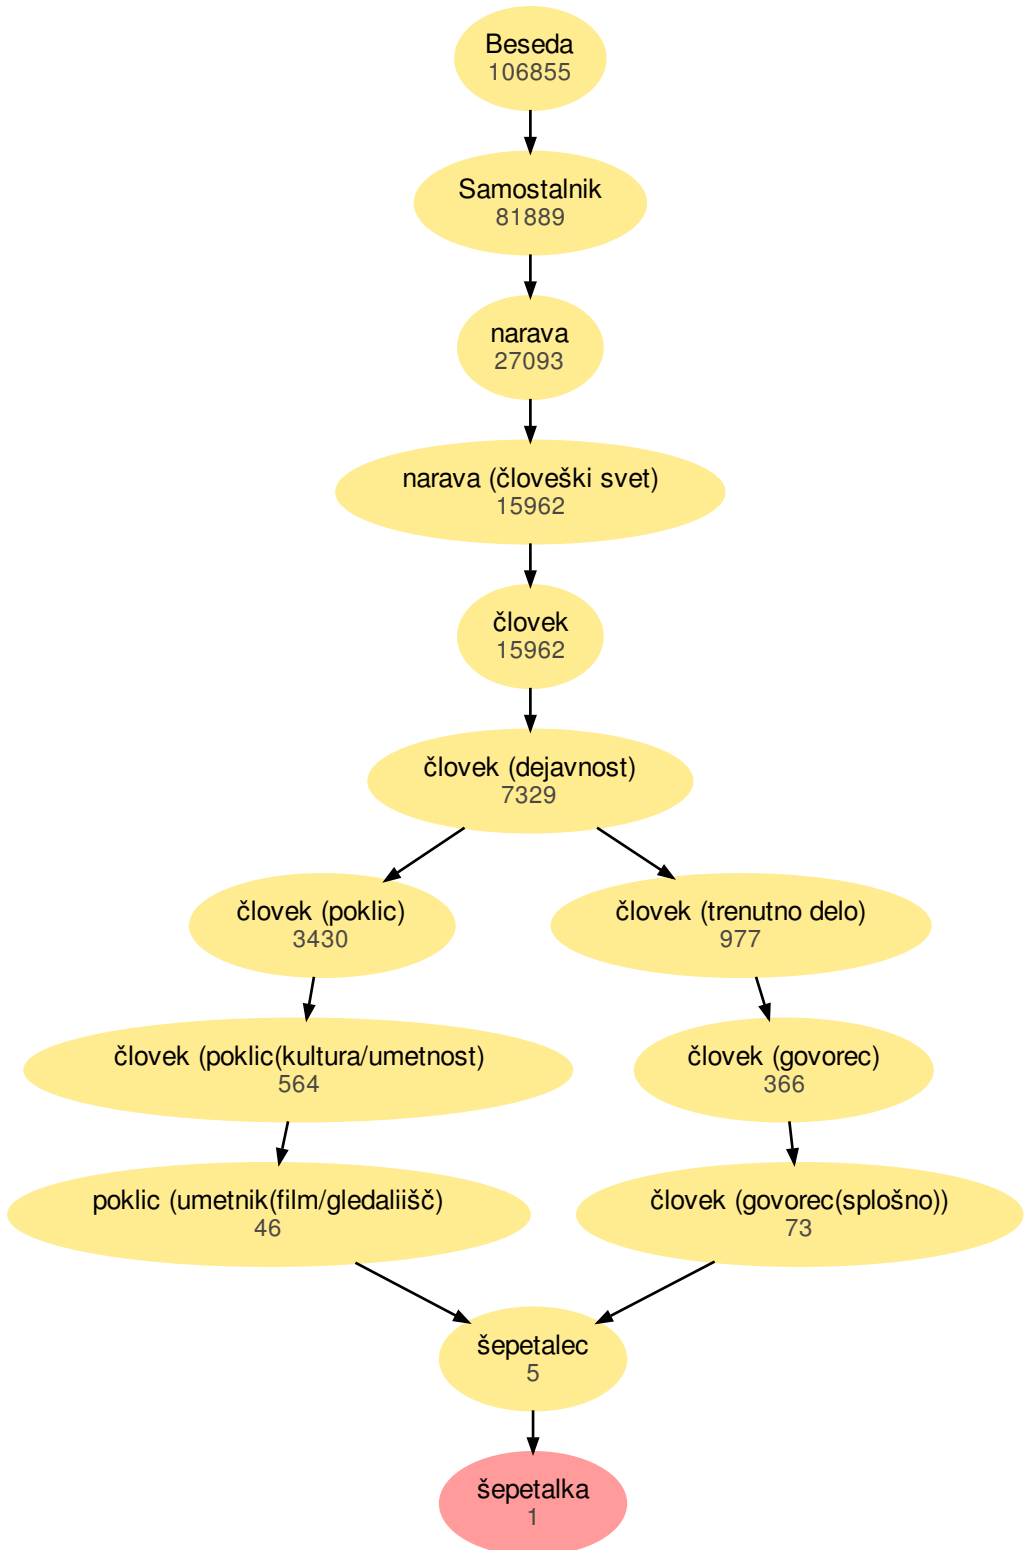 Beseda
106855
Samostalnik
81889
narava
27093
narava (človeški svet)
15962
človek
15962
človek (dejavnost)
7329
človek (poklic)
3430
človek (trenutno delo)
977
človek (poklic(kultura/umetnost)
564
človek (govorec)
366
poklic (umetnik(film/gledaliišč)
46
človek (govorec(splošno))
73
šepetalec
5
šepetalka
1